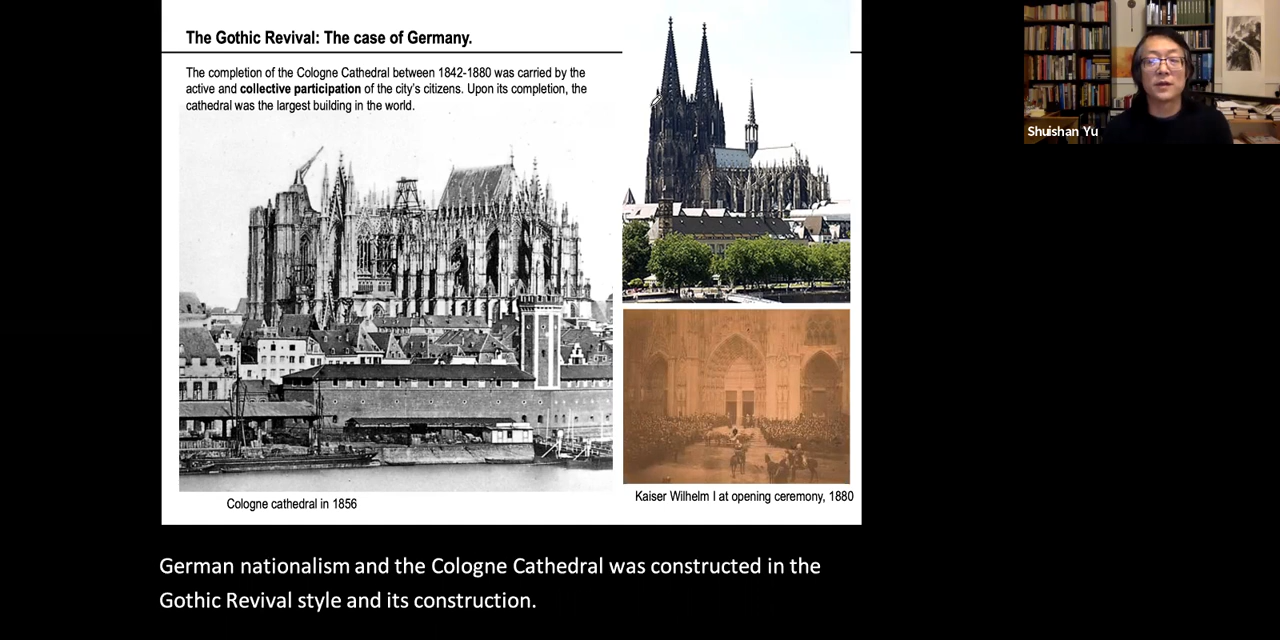 The Gothic Revival: The case of Germany.
The completion of the Cologne Cathedral between 1842-1880 was carried by the
active and collective participation of the city's citizens. Upon its completion, the
cathedral was the largest building in the world.
Cologne cathedral in 1856
Kaiser Wilhelm I at opening ceremony, 1880
Shuishan Yu
German nationalism and the Cologne Cathedral was constructed in the
Gothic Revival style and its construction.